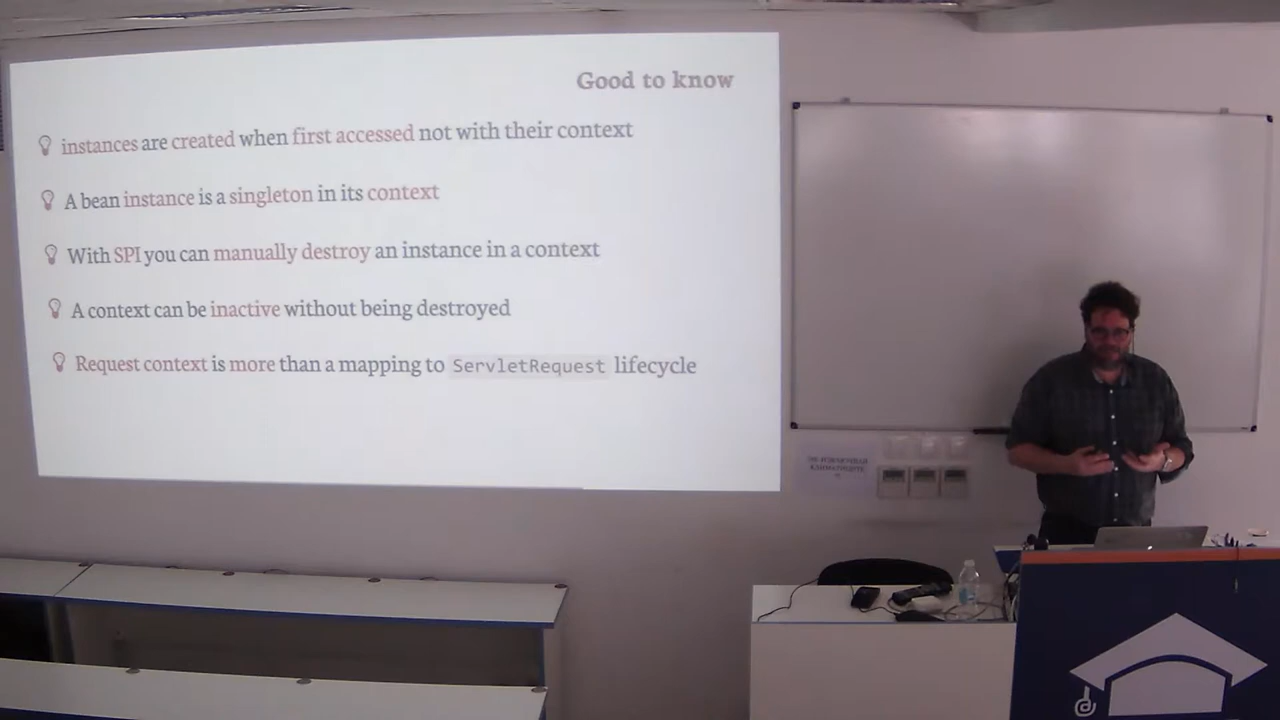 Good to know
instances are created when first accessed not with their context
A bean instance is a singleton in its context
With SPI you can manually destroy an instance in a context
A context can be inactive without being destroyed
Request context is more than a mapping to ServletRequest lifecycle